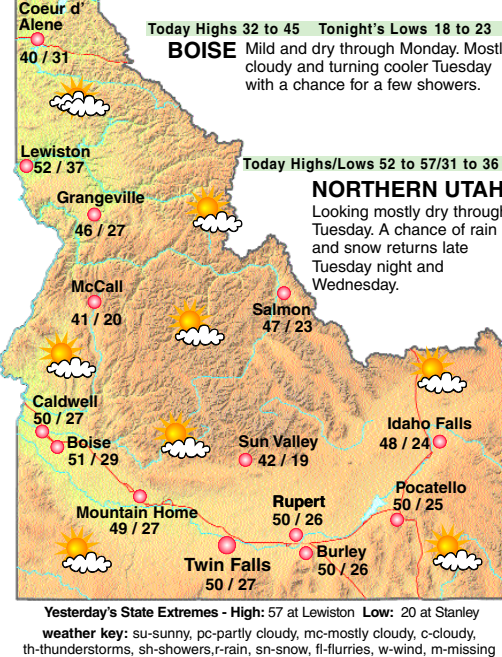 Coeur d'
Alene
40 / 31
Today Highs 32 to 45 Tonight's Lows 18 to 23
BOISE Mild and dry through Monday. Mostl
cloudy and turning cooler Tuesday
with a chance for a few showers.
Lewiston
52 / 37
Today Highs/Lows 52 to 57/31 to 36
NORTHERN UTAH
Looking mostly dry throug
Tuesday. A chance of rain
and snow returns late
Tuesday night and
Wednesday.
Grangeville
46 / 27
McCall
41 / 20
Salmon
47 / 23
Caldwell
50 / 27
Boise
51 / 29
Sun Valley
42 / 19
Idaho Falls
48 / 24
Mountain Home
49 / 27
Rupert
50 / 26
Pocatello
50 / 25
Twin Falls
50 / 27
Burley
50 / 26
Yesterday's State Extremes - High: 57 at Lewiston Low: 20 at Stanley
weather key: su-sunny, pc-partly cloudy, mc-mostly cloudy, c-cloudy,
th-thunderstorms, sh-showers,r-rain, sn-snow, fl-flurries, w-wind, m-missing